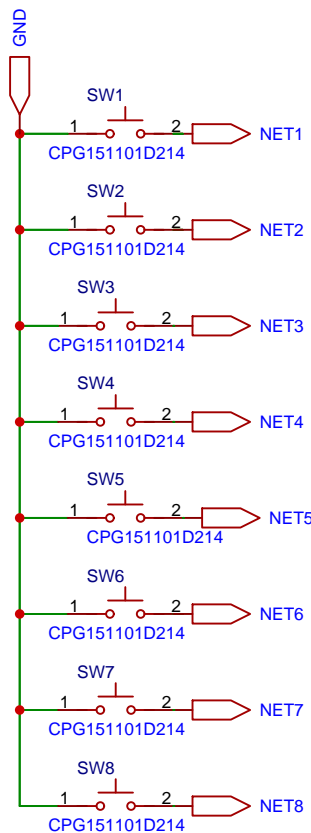 GND
SW1
1 2 NET1
CPG151101D214
SW2
1 2 NET2
CPG151101D214
SW3
1 2 NET3
CPG151101D214
SW4
1 2 NET4
CPG151101D214
SW5
1 2 NET5
CPG151101D214
SW6
1 2 NET6
CPG151101D214
SW7
1 2 NET7
CPG151101D214
SW8
1 2 NET8
CPG151101D214